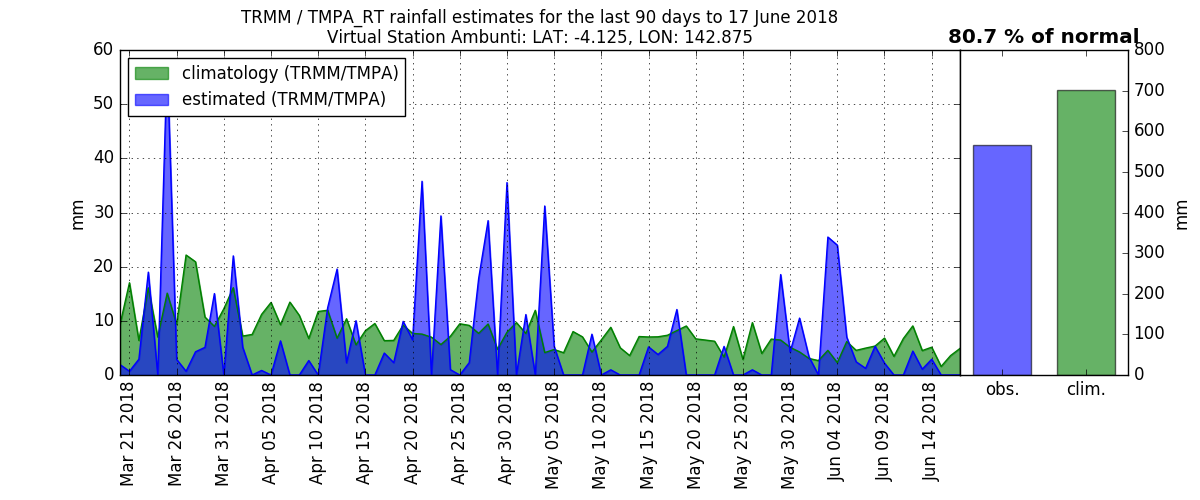 TRMM / TMPA_RT rainfall estimates for the last 90 days to 17 June 2018
Virtual Station Ambunti: LAT: -4.125, LON: 142.875
80.7 % of normal
climatology (TRMM/TMPA)
estimated (TRMM/TMPA)
60
50
40
30
20
10
0
mm
Mar 21 2018
Mar 26 2018
Mar 31 2018
Apr 05 2018
Apr 10 2018
Apr 15 2018
Apr 20 2018
Apr 25 2018
Apr 30 2018
May 05 2018
May 10 2018
May 15 2018
May 20 2018
May 25 2018
May 30 2018
Jun 04 2018
Jun 09 2018
Jun 14 2018
obs.
clim.
800
700
600
500
400
300
200
100
0
mm